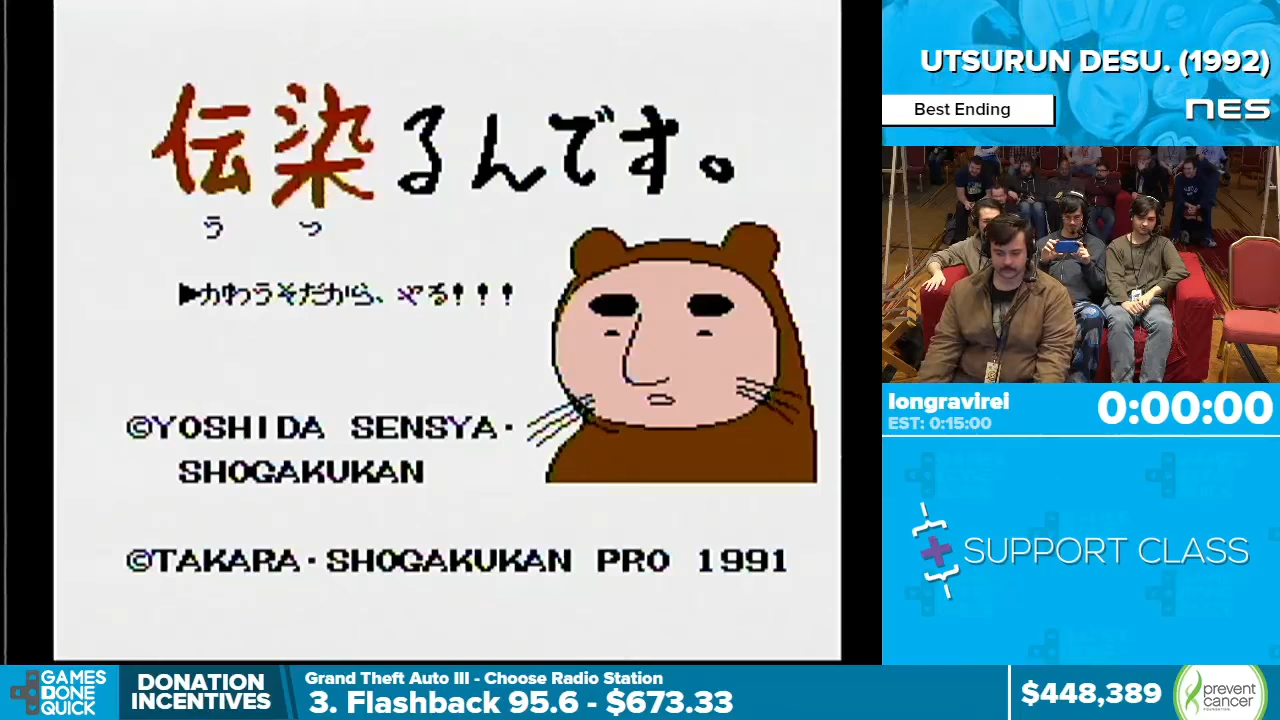 伝染るんです。
うつ
▶かわうそだから、やる!!!
©YOSHIDA SENSYA・
SHOGAKUKAN
©TAKARA・SHOGAKUKAN PRO 1991
UTSURUN DESU. (1992)
Best Ending
NES
longravirei
EST: 0:15:00
0:00:00
SUPPORT CLASS
GAMES
DONE
QUICK
DONATION
INCENTIVES
Grand Theft Auto III - Choose Radio Station
3. Flashback 95.6 - $673.33
$448,389
prevent
cancer
FOUNDATION